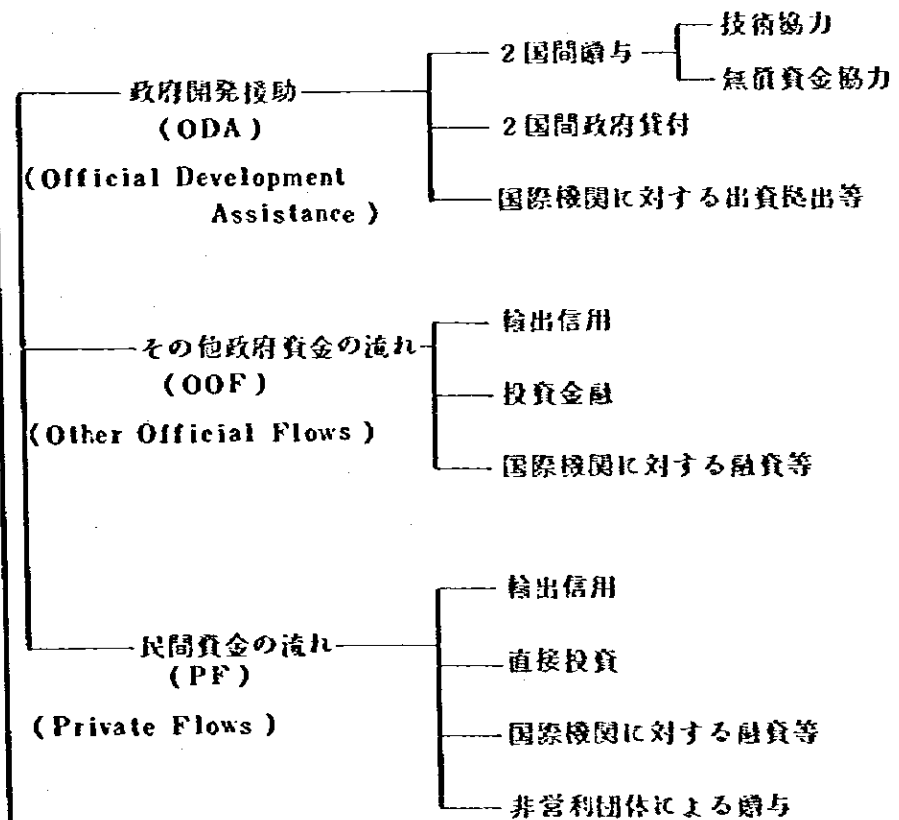 政府開発援助
(ODA)
(Official Development
Assistance)
2国間贈与
技術協力
無償資金協力
2国間政府貸付
国際機関に対する出資拠出等
その他政府資金の流れ
(OOF)
(Other Official Flows)
輸出信用
投資金融
国際機関に対する融資等
民間資金の流れ
(PF)
(Private Flows)
輸出信用
直接投資
国際機関に対する融資等
非営利団体による贈与